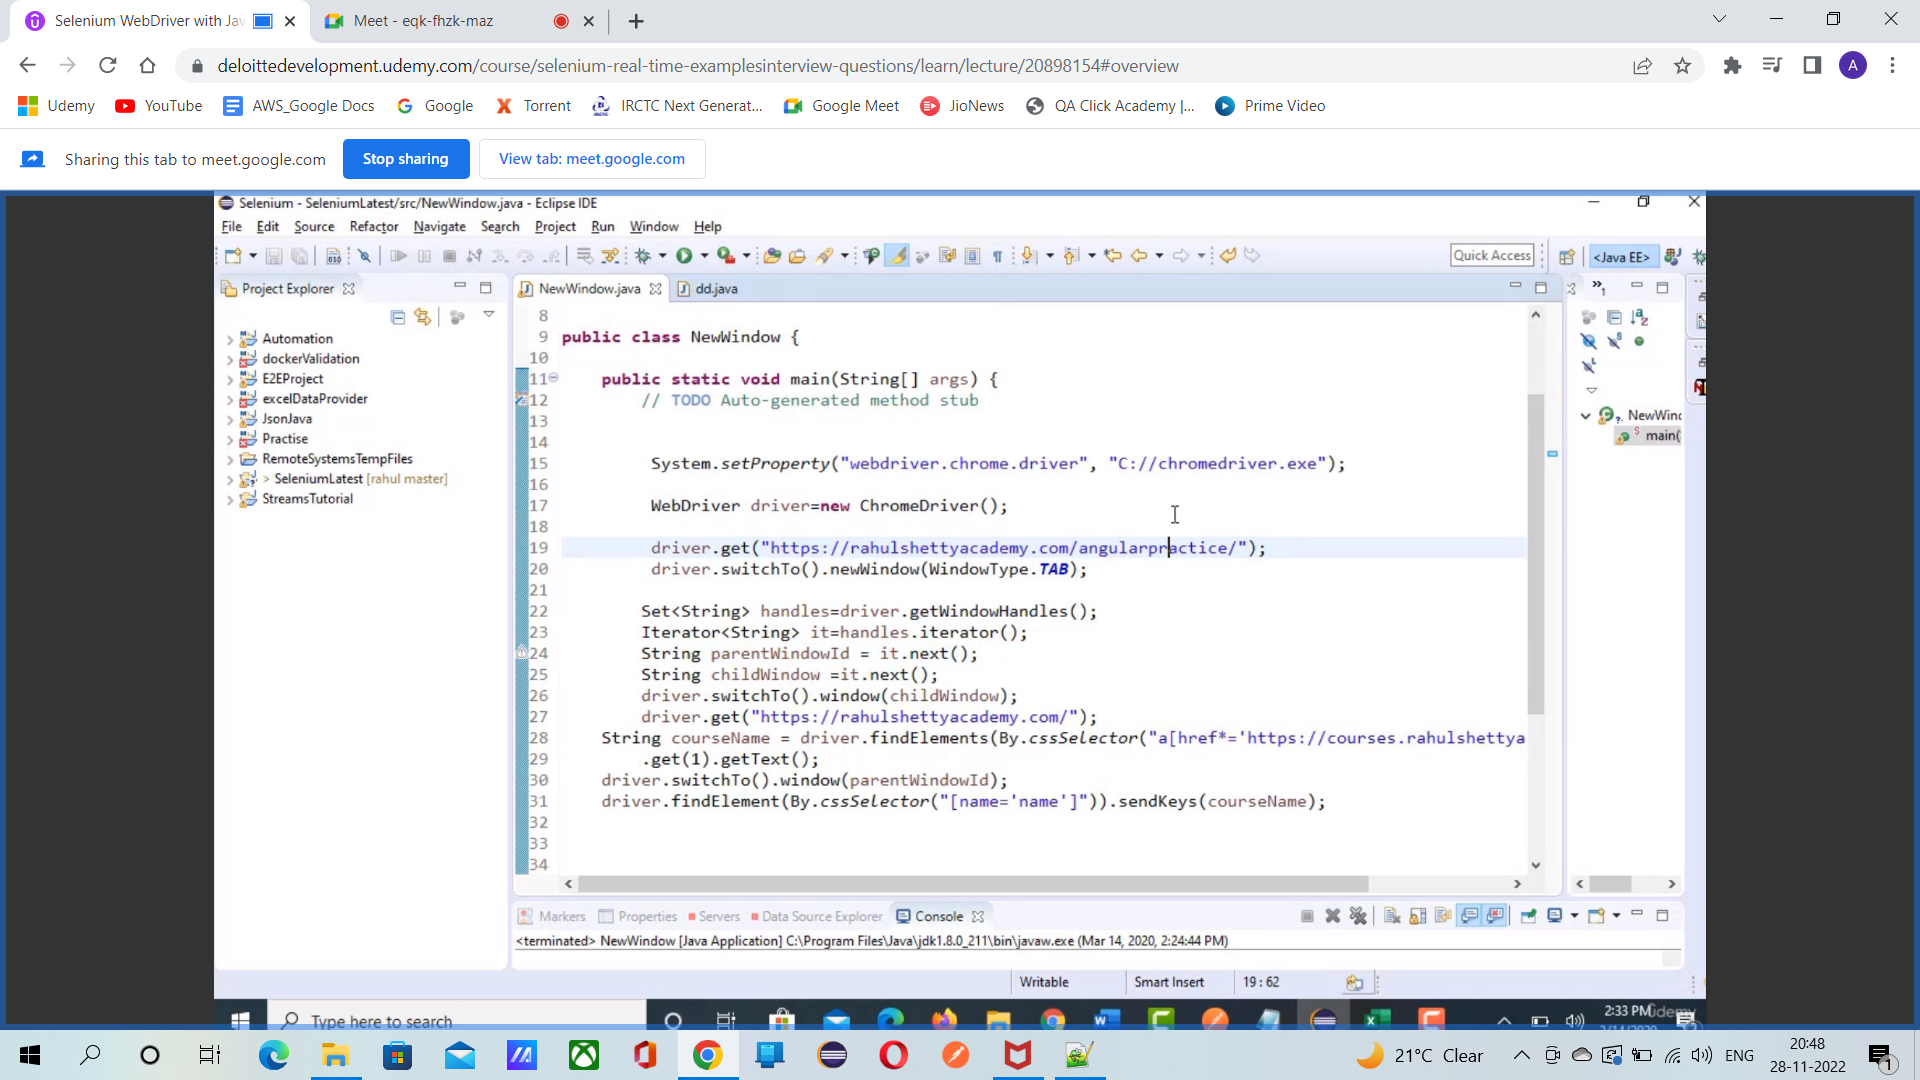 Selenium WebDriver with Jav
Meet - eqk-fhzk-maz
deloittedevelopment.udemy.com/course/selenium-real-time-examplesinterview-questions/learn/lecture/20898154#overview
A
Udemy YouTube AWS_Google Docs Google Torrent IRCTC Next Generat... Google Meet JioNews QA Click Academy |... Prime Video
Sharing this tab to meet.google.com Stop sharing View tab: meet.google.com
Selenium - SeleniumLatest/src/NewWindow.java - Eclipse IDE
File Edit Source Refactor Navigate Search Project Run Window Help
Quick Access <Java EE>
Project Explorer
Automation
dockerValidation
E2EProject
excelDataProvider
JsonJava
Practise
RemoteSystemsTempFiles
> SeleniumLatest [rahul master]
StreamsTutorial
NewWindow.java dd.java
8
9 public class NewWindow {
10
11 public static void main(String[] args) {
12 // TODO Auto-generated method stub
13
14
15 System.setProperty("webdriver.chrome.driver", "C://chromedriver.exe");
16
17 WebDriver driver=new ChromeDriver();
18
19 driver.get("https://rahulshettyacademy.com/angularpractice/");
20 driver.switchTo().newWindow(WindowType.TAB);
21
22 Set<String> handles=driver.getWindowHandles();
23 Iterator<String> it=handles.iterator();
24 String parentWindowId = it.next();
25 String childWindow =it.next();
26 driver.switchTo().window(childWindow);
27 driver.get("https://rahulshettyacademy.com/");
28 String courseName = driver.findElements(By.cssSelector("a[href*='https://courses.rahulshettya
29 .get(1).getText();
30 driver.switchTo().window(parentWindowId);
31 driver.findElement(By.cssSelector("[name='name']")).sendKeys(courseName);
32
33
34
NewWind
main(
Markers Properties Servers Data Source Explorer Console
<terminated> NewWindow [Java Application] C:\Program Files\Java\jdk1.8.0_211\bin\javaw.exe (Mar 14, 2020, 2:24:44 PM)
Writable Smart Insert 19 : 62
Type here to search
2:33 PM
Udemy
21°C Clear
ENG
20:48
28-11-2022
1